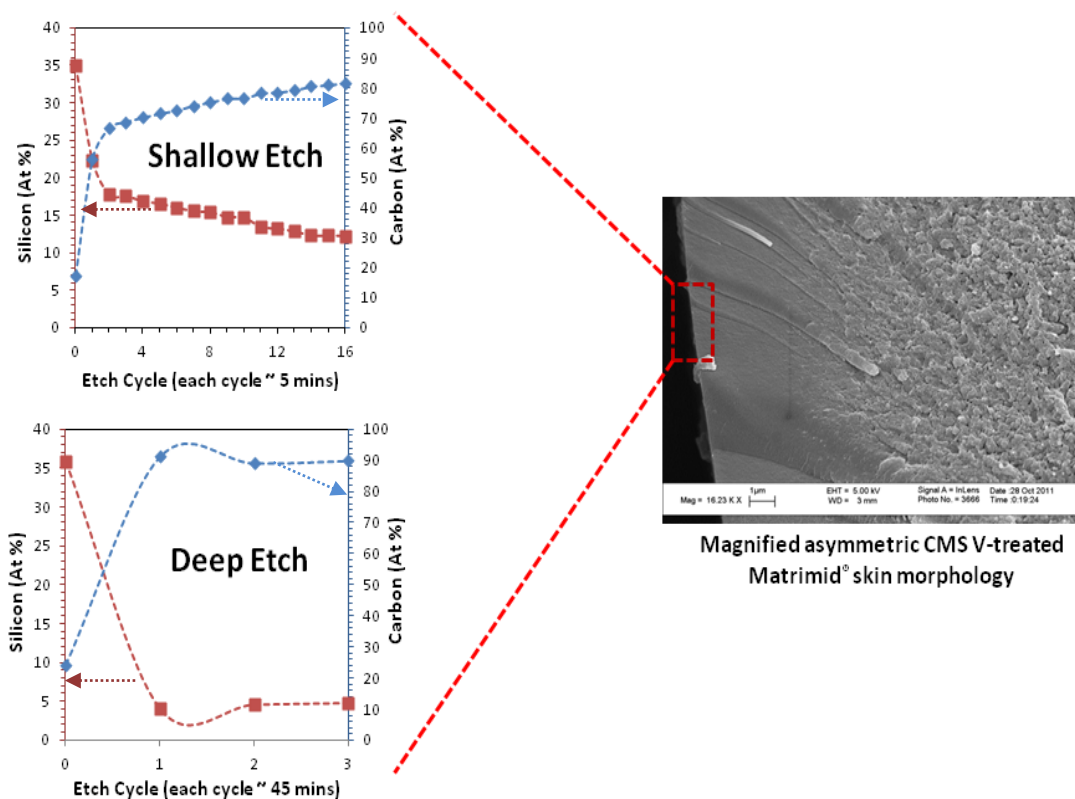 40
35
30
25
20
15
10
5
0
Silicon (At %)
100
90
80
70
60
50
40
30
20
10
0
Carbon (At %)
Shallow Etch
0 4 8 12 16
Etch Cycle (each cycle ~ 5 mins)
40
35
30
25
20
15
10
5
0
Silicon (At %)
100
90
80
70
60
50
40
30
20
10
0
Carbon (At %)
Deep Etch
0 1 2 3
Etch Cycle (each cycle ~ 45 mins)
Mag = 16.23 K X
1µm
EHT = 5.00 kV
WD = 3 mm
Signal A = InLens
Photo No. = 3666
Date :28 Oct 2011
Time :0:19:24
Magnified asymmetric CMS V-treated
Matrimid® skin morphology